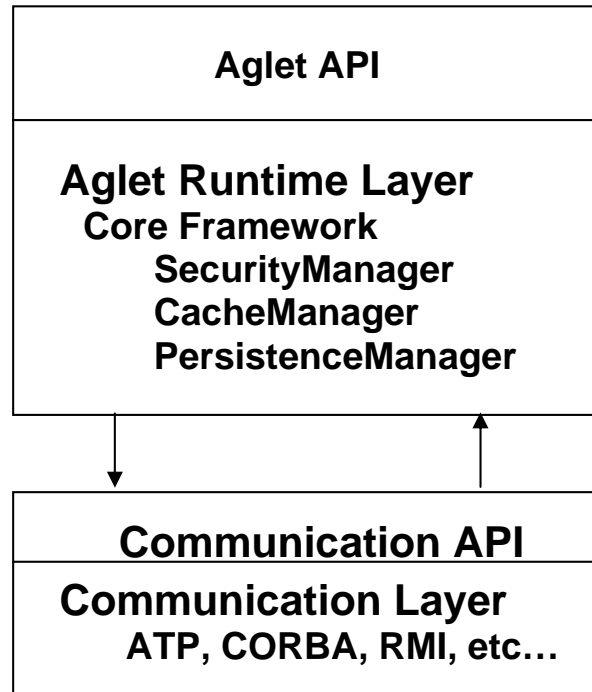 Aglet API
Aglet Runtime Layer
Core Framework
SecurityManager
CacheManager
PersistenceManager
Communication API
Communication Layer
ATP, CORBA, RMI, etc…